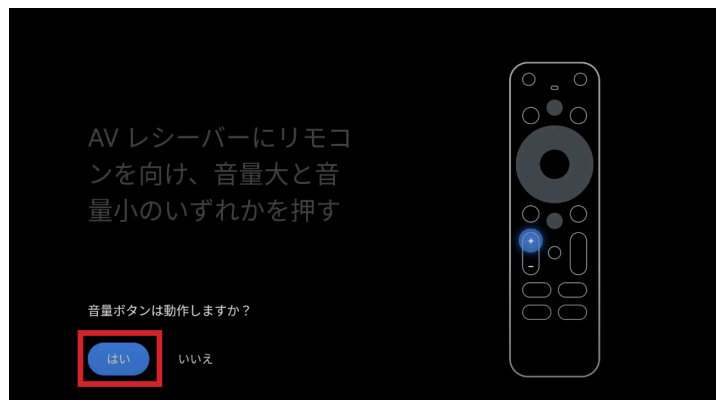 AV レシーバーにリモコ
ンを向け、音量大と音
量小のいずれかを押す
音量ボタンは動作しますか？
はい
いいえ
+
-